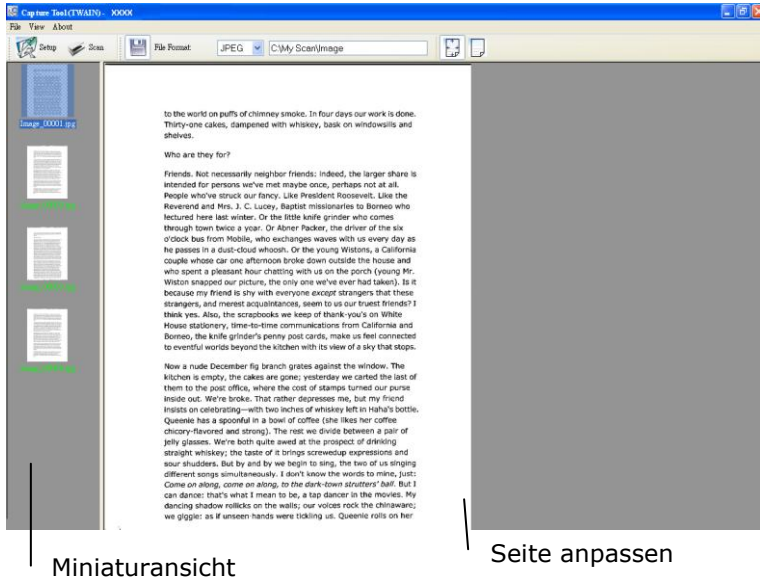 Capture Tool(TWAIN) - XXXX
File View About
Setup Scan File Format JPEG C:\My Scan\Image
Image_00001.jpg
to the world on puffs of chimney smoke. In four days our work is done.
Thirty-one cakes, dampened with whiskey, bask on windowsills and
shelves.
Who are they for?
Friends. Not necessarily neighbor friends: indeed, the larger share is
intended for persons we've met maybe once, perhaps not at all.
People who've struck our fancy. Like President Roosevelt. Like the
Reverend and Mrs. J. C. Lucey, Baptist missionaries to Borneo who
lectured here last winter. Or the little knife grinder who comes
through town twice a year. Or Abner Packer, the driver of the six
o'clock bus from Mobile, who exchanges waves with us every day as
he passes in a dust-cloud whoosh. Or the young Wistons, a California
couple whose car one afternoon broke down outside the house and
who spent a pleasant hour chatting with us on the porch (young Mr.
Wiston snapped our picture, the only one we've ever had taken). Is it
because my friend is shy with everyone except strangers that these
strangers, and merest acquaintances, seem to us our truest friends? I
think yes. Also, the scrapbooks we keep of thank-you's on White
House stationery, time-to-time communications from California and
Borneo, the knife grinder's penny post cards, make us feel connected
to eventful worlds beyond the kitchen with its view of a sky that stops.
Now a nude December fig branch grates against the window. The
kitchen is empty, the cakes are gone; yesterday we carted the last of
them to the post office, where the cost of stamps turned our purse
inside out. We're broke. That rather depresses me, but my friend
insists on celebrating—with two inches of whiskey left in Haha's bottle.
Queenie has a spoonful in a bowl of coffee (she likes her coffee
chicory-flavored and strong). The rest we divide between a pair of
jelly glasses. We're both quite awed at the prospect of drinking
straight whiskey; the taste of it brings screwedup expressions and
sour shudders. But by and by we begin to sing, the two of us singing
different songs simultaneously. I don't know the words to mine, just:
Come on along, come on along, to the dark-town strutters' ball. But I
can dance: that's what I mean to be, a tap dancer in the movies. My
dancing shadow rollicks on the walls; our voices rock the chinaware;
we giggle: as if unseen hands were tickling us. Queenie rolls on her
Miniaturansicht
Seite anpassen